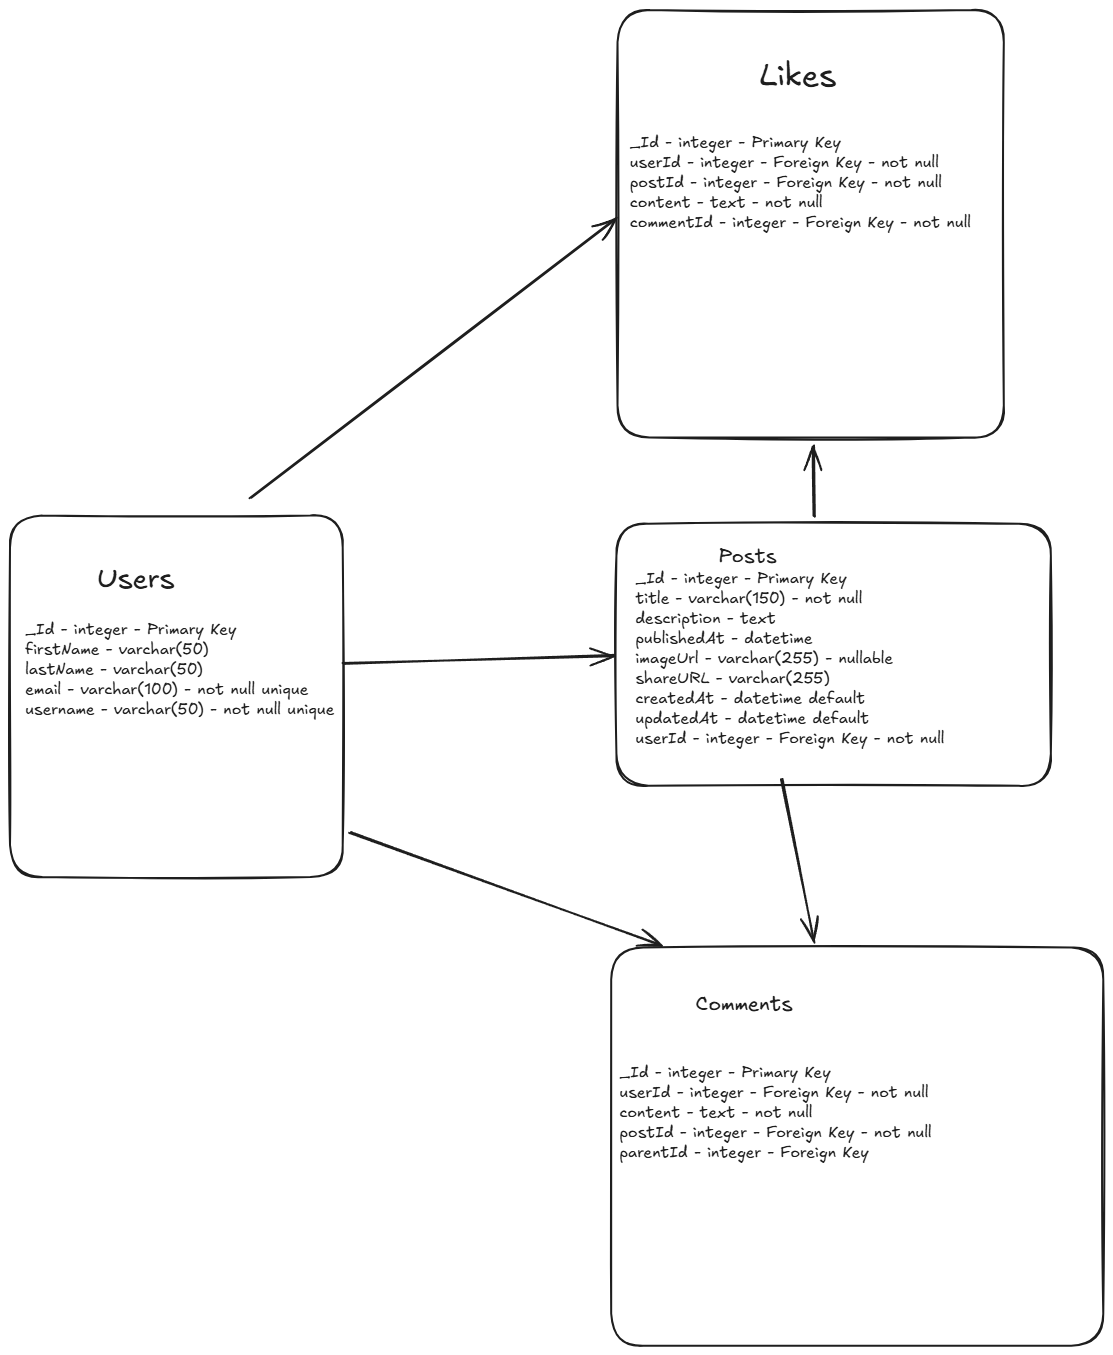 Likes
_Id - integer - Primary Key
userId - integer - Foreign Key - not null
postId - integer - Foreign Key - not null
content - text - not null
commentId - integer - Foreign Key - not null
Users
_Id - integer - Primary Key
firstName - varchar(50)
lastName - varchar(50)
email - varchar(100) - not null unique
username - varchar(50) - not null unique
Posts
_Id - integer - Primary Key
title - varchar(150) - not null
description - text
publishedAt - datetime
imageUrl - varchar(255) - nullable
shareURL - varchar(255)
createdAt - datetime default
updatedAt - datetime default
userId - integer - Foreign Key - not null
Comments
_Id - integer - Primary Key
userId - integer - Foreign Key - not null
content - text - not null
postId - integer - Foreign Key - not null
parentId - integer - Foreign Key